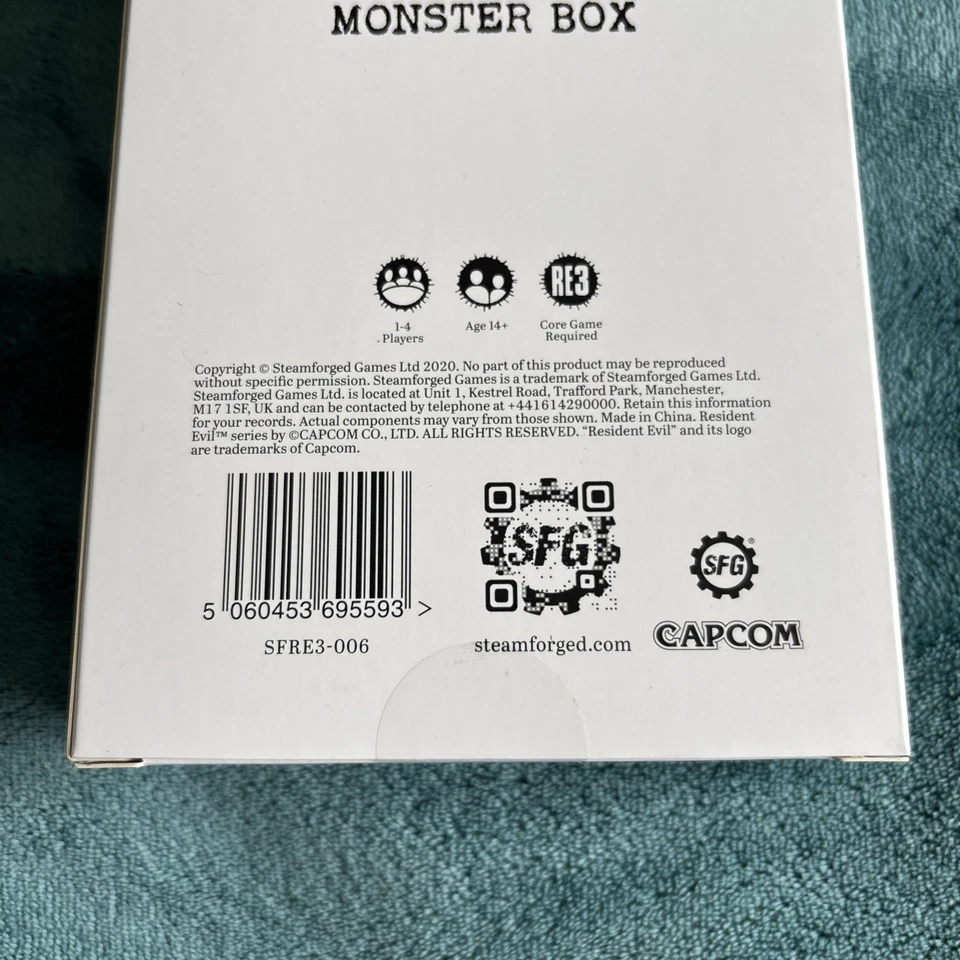 MONSTER BOX
RE3
1-4
Players
Age 14+
Core Game
Required
Copyright © Steamforged Games Ltd 2020. No part of this product may be reproduced
without specific permission. Steamforged Games is a trademark of Steamforged Games Ltd.
Steamforged Games Ltd. is located at Unit 1, Kestrel Road, Trafford Park, Manchester,
M17 1SF, UK and can be contacted by telephone at +441614290000. Retain this information
for your records. Actual components may vary from those shown. Made in China. Resident
Evil™ series by ©CAPCOM CO., LTD. ALL RIGHTS RESERVED. “Resident Evil” and its logo
are trademarks of Capcom.
SFG
SFG®
5 060453 695593 >
SFRE3-006
steamforged.com
CAPCOM